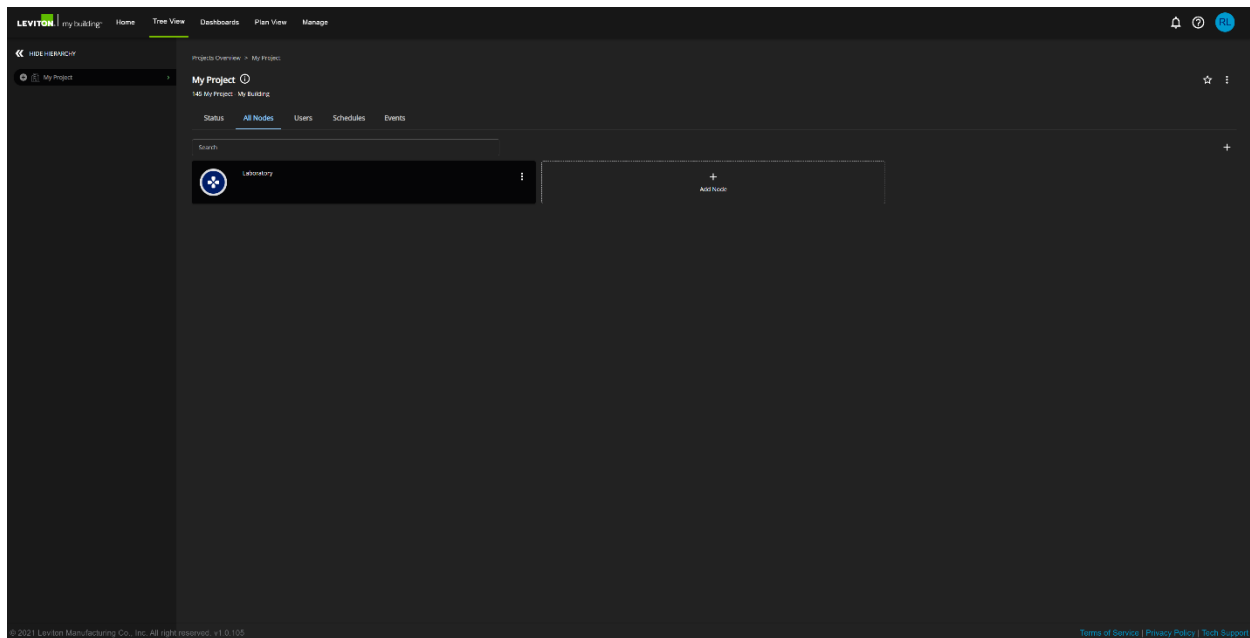 LEVITON. | my building™ Home Tree View Dashboards Plan View Manage RL
HIDE HIERARCHY
My Project
Projects Overview > My Project
My Project
145 My Project My Building
Status All Nodes Users Schedules Events
Search
Laboratory
Add Node
© 2021 Leviton Manufacturing Co., Inc. All right reserved. v1.0.105
Terms of Service | Privacy Policy | Tech Support